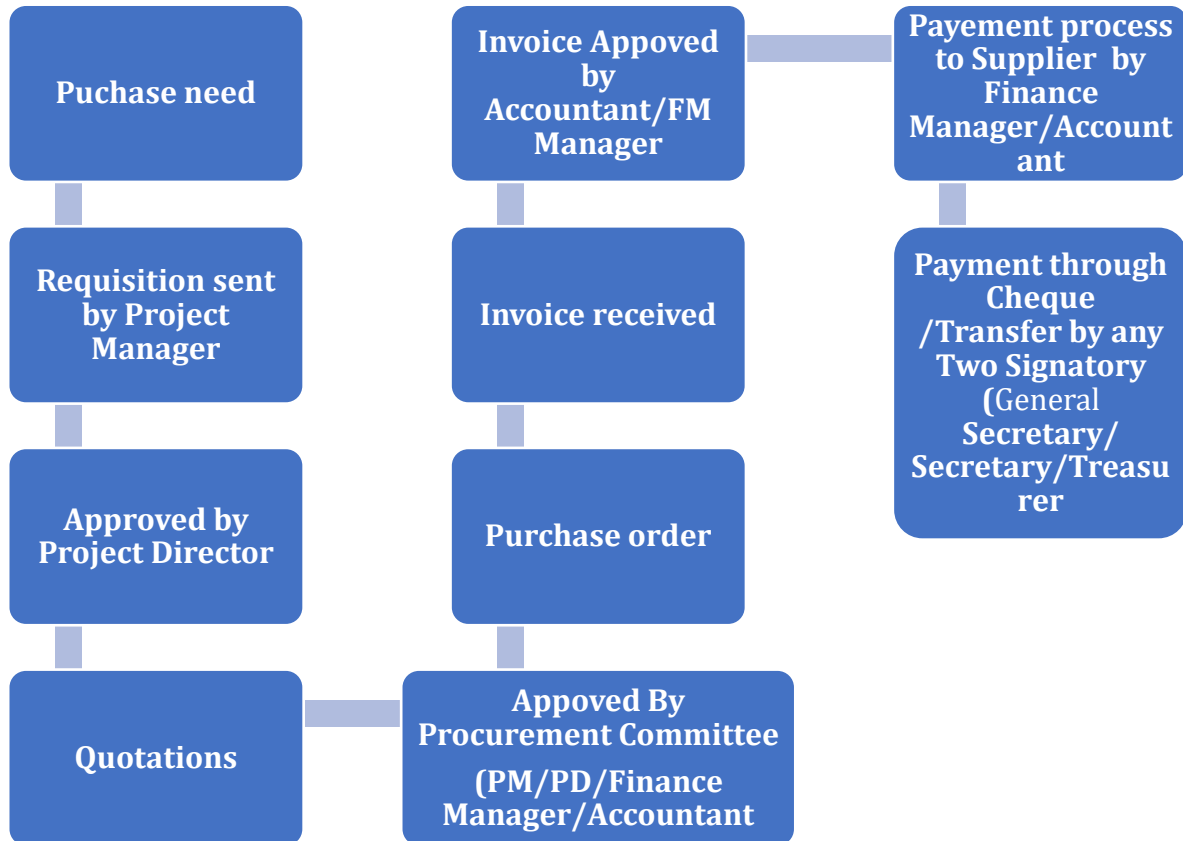 Puchase need
Requisition sent
by Project
Manager
Approved by
Project Director
Quotations
Appoved By
Procurement Committee
(PM/PD/Finance
Manager/Accountant
Purchase order
Invoice received
Invoice Appoved
by
Accountant/FM
Manager
Payement process
to Supplier by
Finance
Manager/Account
ant
Payment through
Cheque
/Transfer by any
Two Signatory
(General
Secretary/
Secretary/Treasu
rer